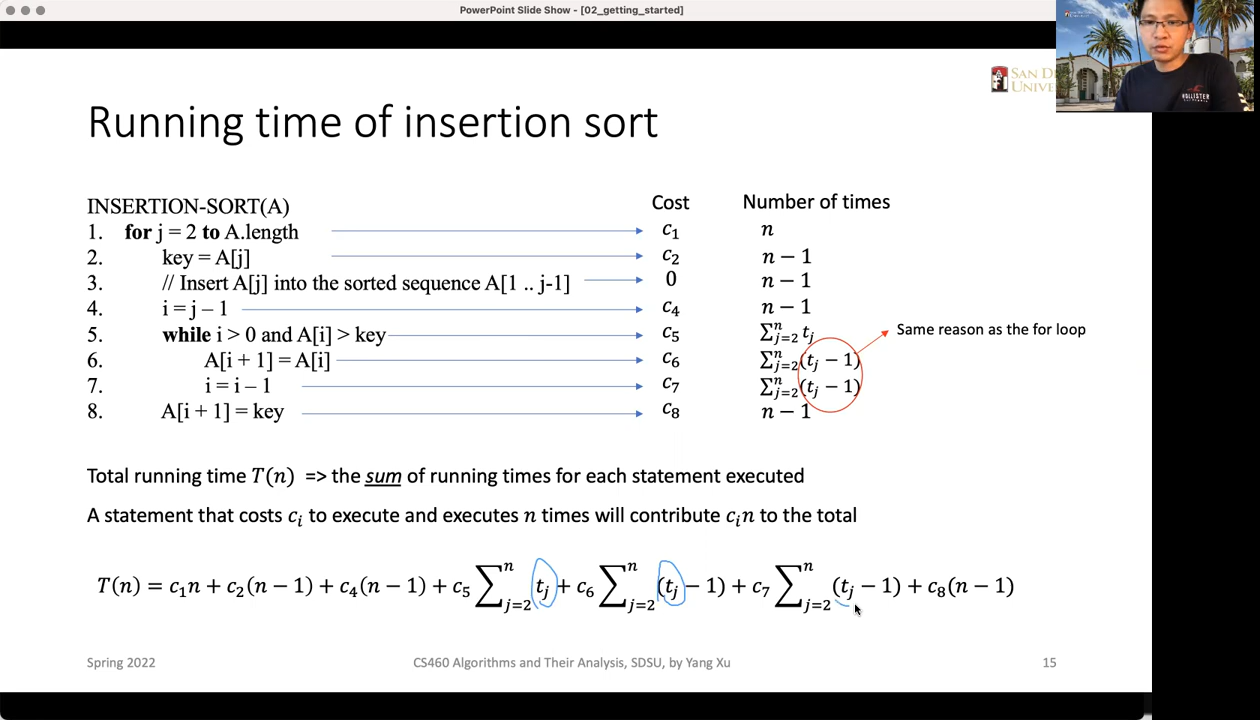 PowerPoint Slide Show - [02_getting_started]
SAN D
UNIVE
HOLLISTER
Running time of insertion sort
INSERTION-SORT(A) Cost Number of times
1. for j = 2 to A.length c₁ n
2. key = A[j] c₂ n − 1
3. // Insert A[j] into the sorted sequence A[1 .. j-1] 0 n − 1
4. i = j – 1 c₄ n − 1
5. while i > 0 and A[i] > key c₅ ∑ⁿⱼ₌₂ tⱼ Same reason as the for loop
6. A[i + 1] = A[i] c₆ ∑ⁿⱼ₌₂(tⱼ − 1)
7. i = i – 1 c₇ ∑ⁿⱼ₌₂(tⱼ − 1)
8. A[i + 1] = key c₈ n − 1
Total running time T(n) => the sum of running times for each statement executed
A statement that costs cᵢ to execute and executes n times will contribute cᵢn to the total
T(n) = c₁n + c₂(n − 1) + c₄(n − 1) + c₅ ∑ⁿⱼ₌₂ tⱼ + c₆ ∑ⁿⱼ₌₂ (tⱼ − 1) + c₇ ∑ⁿⱼ₌₂ (tⱼ − 1) + c₈(n − 1)
Spring 2022 CS460 Algorithms and Their Analysis, SDSU, by Yang Xu 15